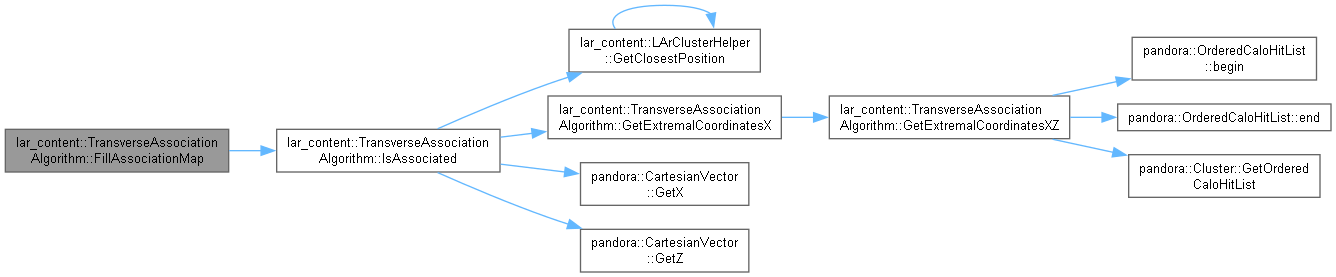 lar_content::TransverseAssociation
Algorithm::FillAssociationMap
lar_content::TransverseAssociation
Algorithm::IsAssociated
lar_content::LArClusterHelper
::GetClosestPosition
lar_content::TransverseAssociation
Algorithm::GetExtremalCoordinatesX
pandora::CartesianVector
::GetX
pandora::CartesianVector
::GetZ
lar_content::TransverseAssociation
Algorithm::GetExtremalCoordinatesXZ
pandora::OrderedCaloHitList
::begin
pandora::OrderedCaloHitList::end
pandora::Cluster::GetOrdered
CaloHitList